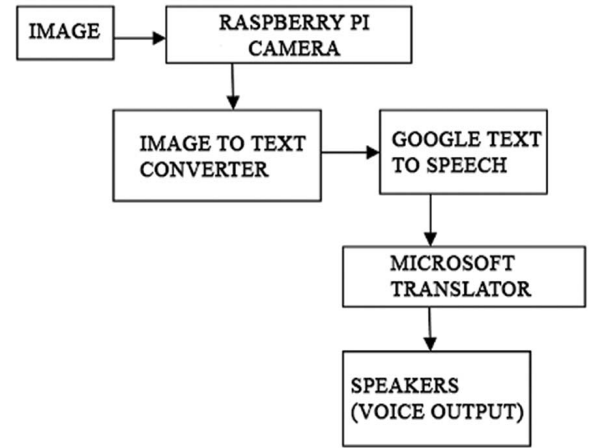 IMAGE
RASPBERRY PI
CAMERA
IMAGE TO TEXT
CONVERTER
GOOGLE TEXT
TO SPEECH
MICROSOFT
TRANSLATOR
SPEAKERS
(VOICE OUTPUT)